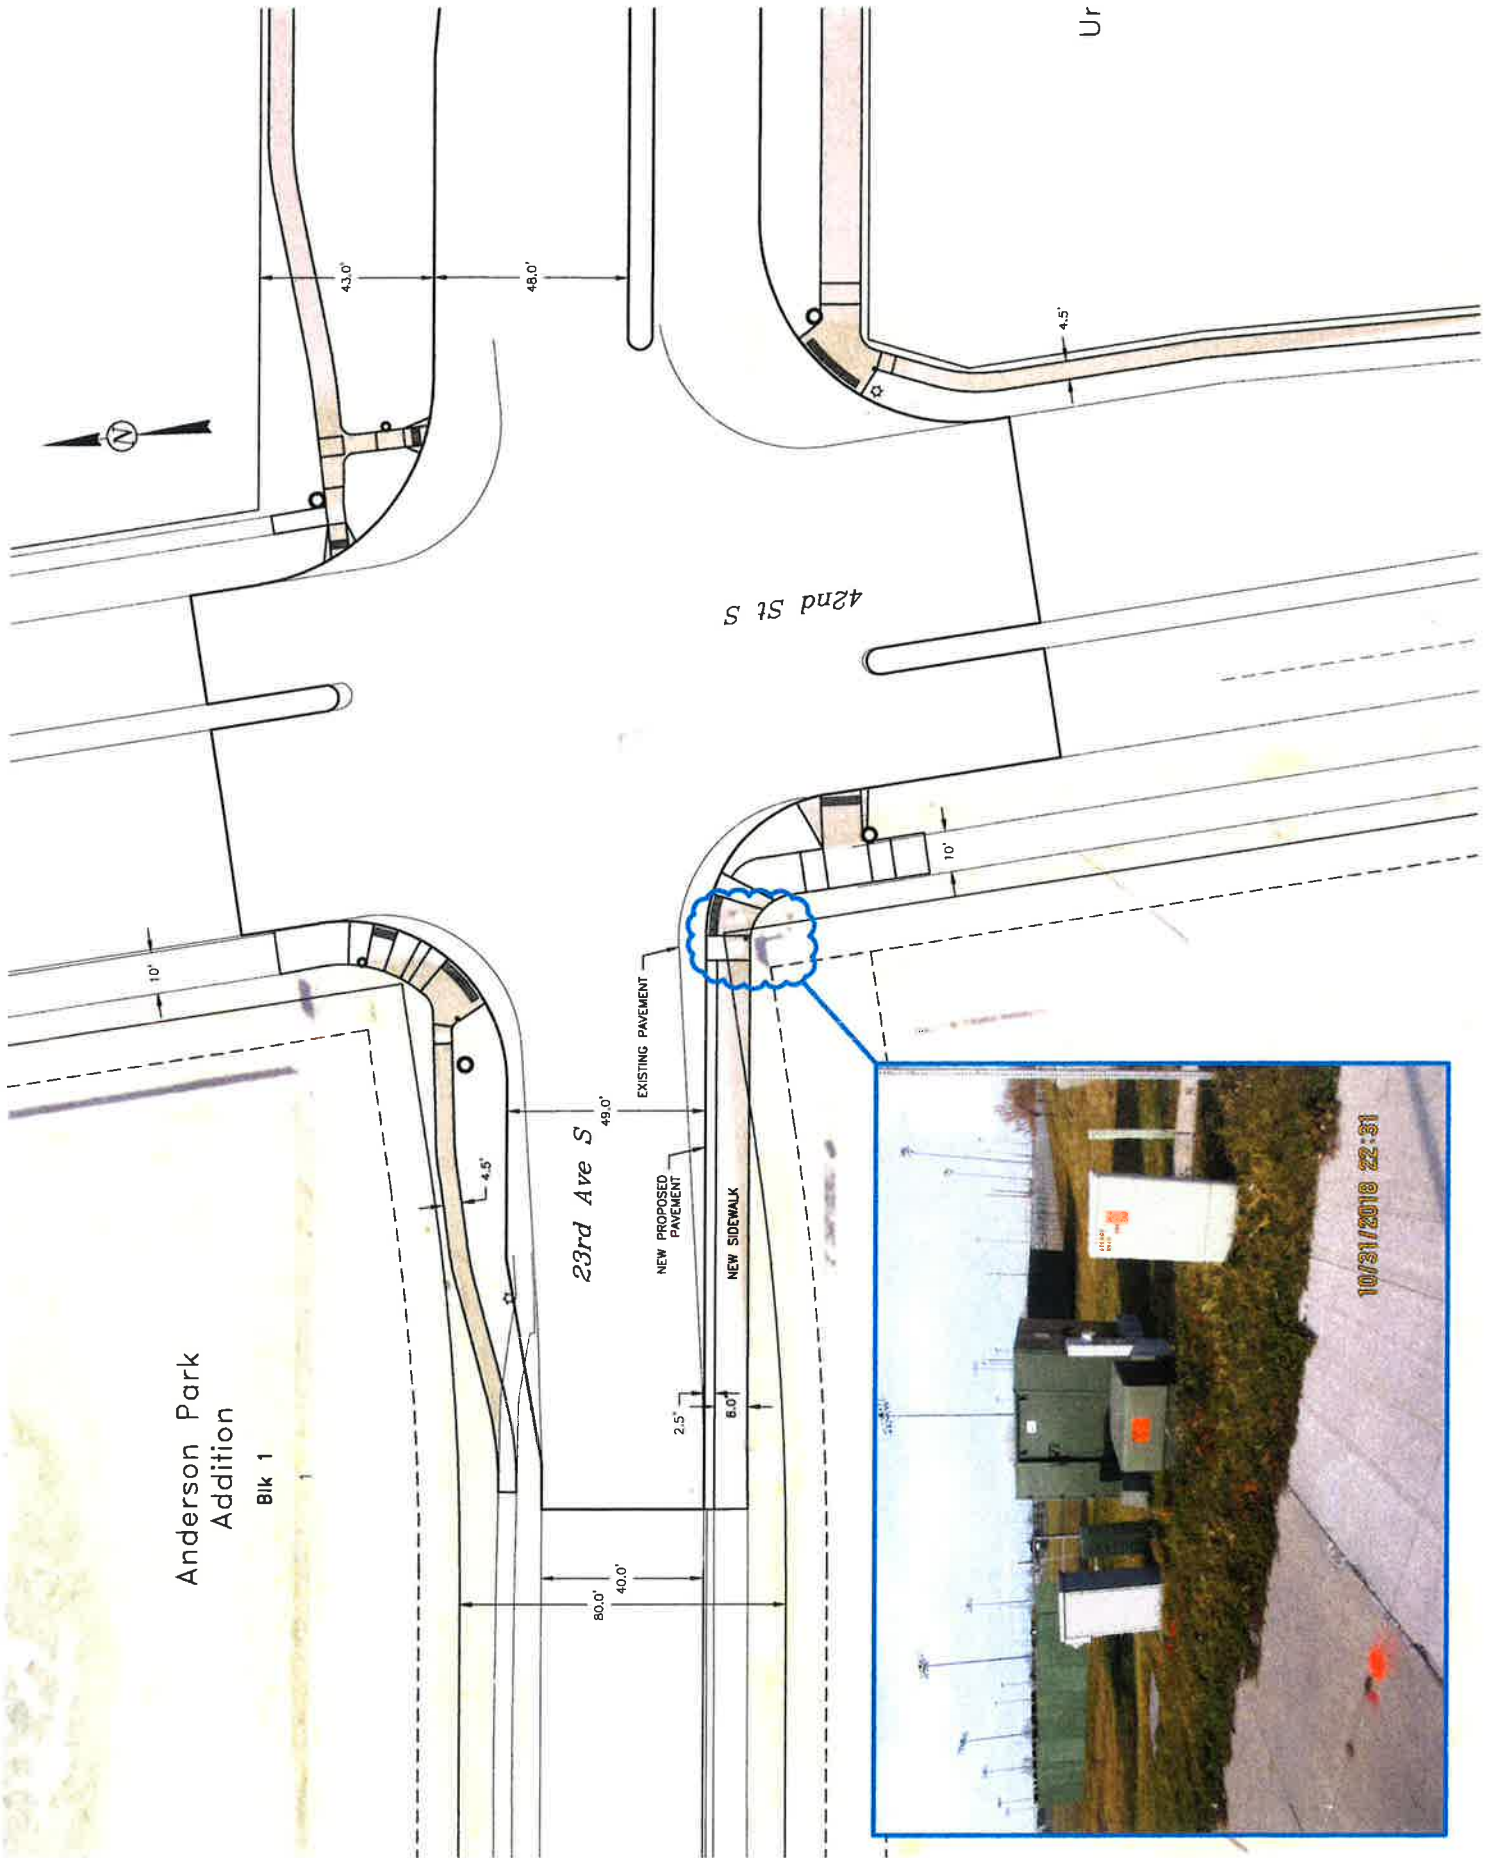 Ur
43.0'
48.0'
4.5'
N
42nd St S
10'
10'
EXISTING PAVEMENT
49.0'
23rd Ave S
4.5'
NEW PROPOSED
PAVEMENT
NEW SIDEWALK
Anderson Park
Addition
Blk 1
1
2.5'
8.0'
40.0'
80.0'
10/31/2018 22:31